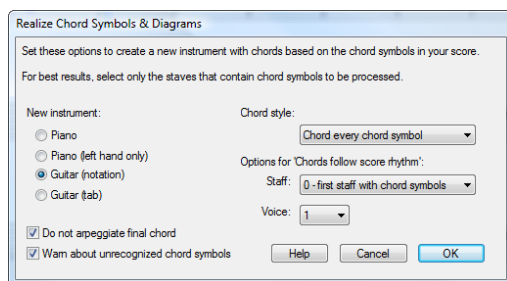 Realize Chord Symbols & Diagrams
Set these options to create a new instrument with chords based on the chord symbols in your score.
For best results, select only the staves that contain chord symbols to be processed.
New instrument:
Piano
Piano (left hand only)
Guitar (notation)
Guitar (tab)
Do not arpeggiate final chord
Warn about unrecognized chord symbols
Chord style:
Chord every chord symbol
Options for 'Chords follow score rhythm':
Staff: 0 - first staff with chord symbols
Voice: 1
Help Cancel OK